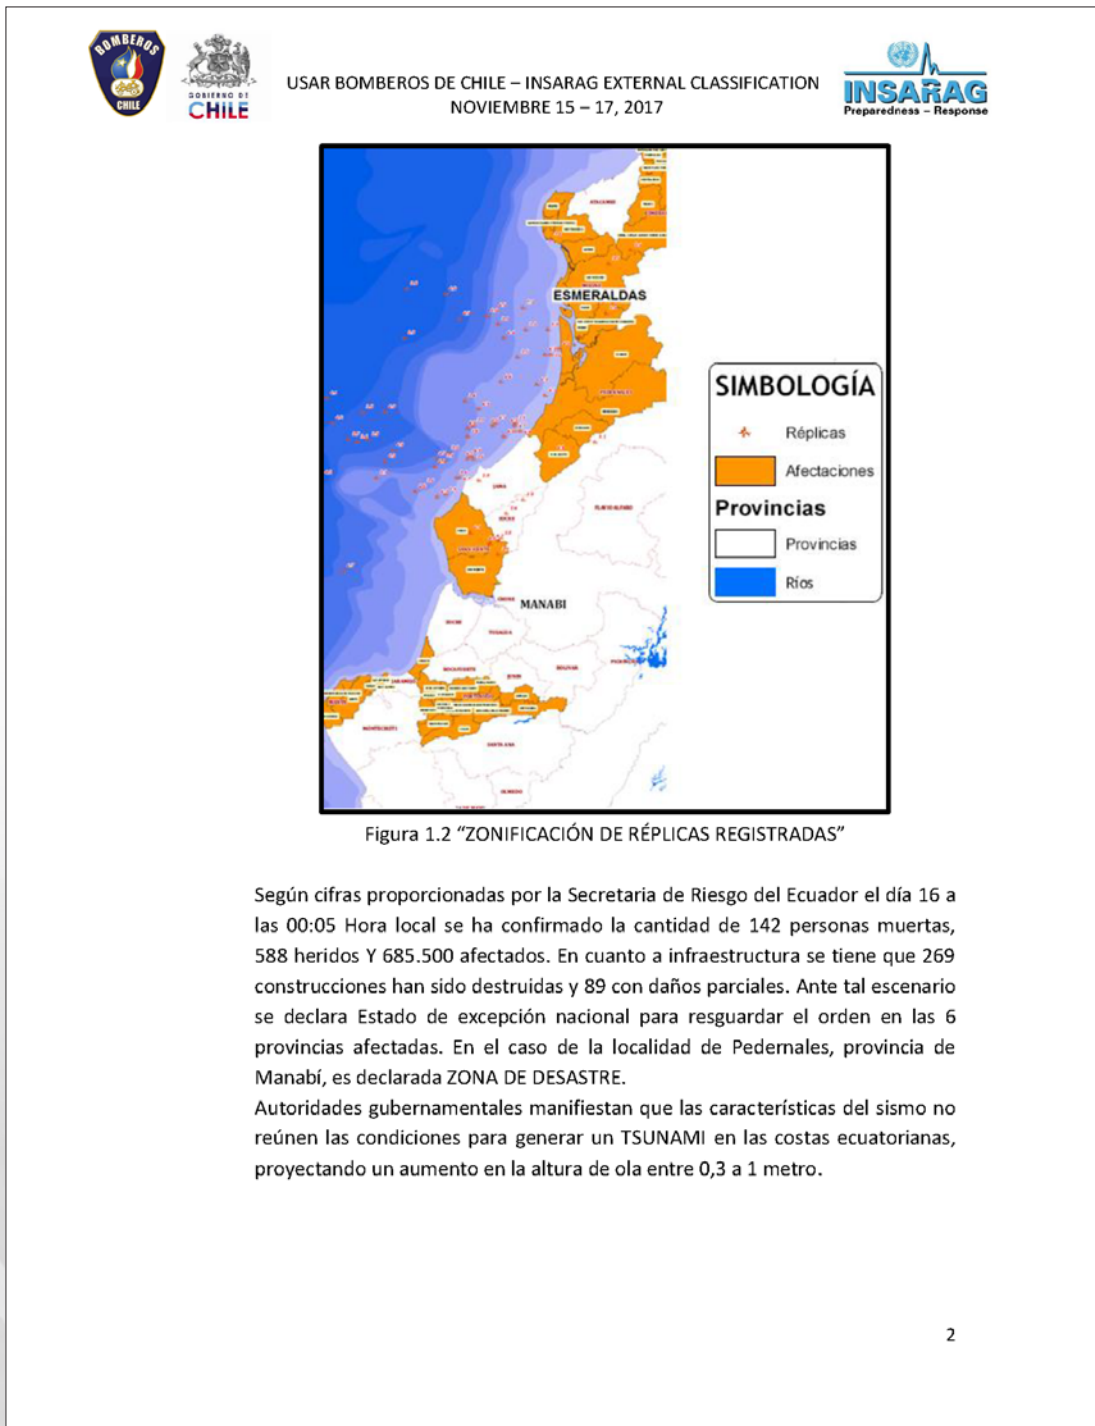 BOMBEROS
CHILE
GOBIERNO DE
CHILE
USAR BOMBEROS DE CHILE – INSARAG EXTERNAL CLASSIFICATION
NOVIEMBRE 15 – 17, 2017
INSARAG
Preparedness – Response
ESMERALDAS
MANABI
SIMBOLOGÍA
Réplicas
Afectaciones
Provincias
Provincias
Ríos
Figura 1.2 “ZONIFICACIÓN DE RÉPLICAS REGISTRADAS”
Según cifras proporcionadas por la Secretaria de Riesgo del Ecuador el día 16 a
las 00:05 Hora local se ha confirmado la cantidad de 142 personas muertas,
588 heridos Y 685.500 afectados. En cuanto a infraestructura se tiene que 269
construcciones han sido destruidas y 89 con daños parciales. Ante tal escenario
se declara Estado de excepción nacional para resguardar el orden en las 6
provincias afectadas. En el caso de la localidad de Pedernales, provincia de
Manabí, es declarada ZONA DE DESASTRE.
Autoridades gubernamentales manifiestan que las características del sismo no
reúnen las condiciones para generar un TSUNAMI en las costas ecuatorianas,
proyectando un aumento en la altura de ola entre 0,3 a 1 metro.
2